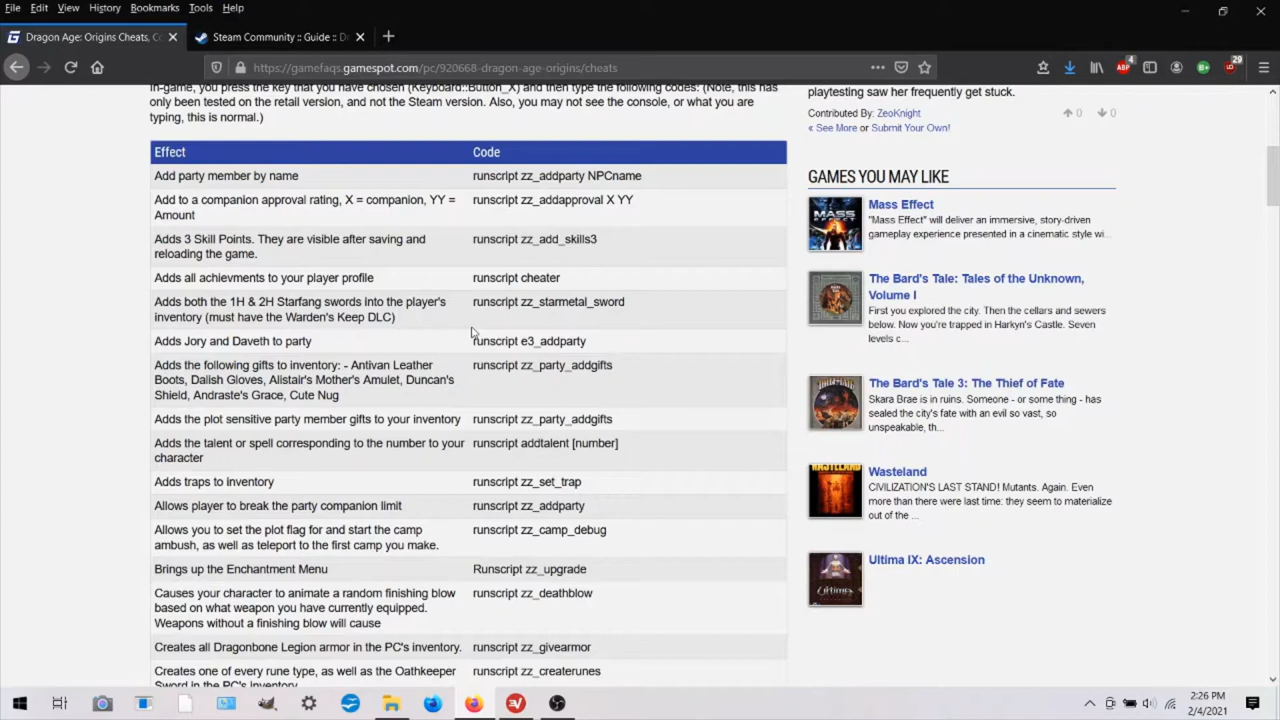 File Edit View History Bookmarks Tools Help
Dragon Age: Origins Cheats, Co
Steam Community :: Guide :: D
https://gamefaqs.gamespot.com/pc/920668-dragon-age-origins/cheats
4
29
in-game, you press the key that you have chosen (Keyboard::Button_X) and then type the following codes: (Note, this has
only been tested on the retail version, and not the Steam version. Also, you may not see the console, or what you are
typing, this is normal.)
Effect Code
Add party member by name runscript zz_addparty NPCname
Add to a companion approval rating, X = companion, YY = runscript zz_addapproval X YY
Amount
Adds 3 Skill Points. They are visible after saving and runscript zz_add_skills3
reloading the game.
Adds all achievments to your player profile runscript cheater
Adds both the 1H & 2H Starfang swords into the player's runscript zz_starmetal_sword
inventory (must have the Warden's Keep DLC)
Adds Jory and Daveth to party runscript e3_addparty
Adds the following gifts to inventory: - Antivan Leather runscript zz_party_addgifts
Boots, Dalish Gloves, Alistair's Mother's Amulet, Duncan's
Shield, Andraste's Grace, Cute Nug
Adds the plot sensitive party member gifts to your inventory runscript zz_party_addgifts
Adds the talent or spell corresponding to the number to your runscript addtalent [number]
character
Adds traps to inventory runscript zz_set_trap
Allows player to break the party companion limit runscript zz_addparty
Allows you to set the plot flag for and start the camp runscript zz_camp_debug
ambush, as well as teleport to the first camp you make.
Brings up the Enchantment Menu Runscript zz_upgrade
Causes your character to animate a random finishing blow runscript zz_deathblow
based on what weapon you have currently equipped.
Weapons without a finishing blow will cause
Creates all Dragonbone Legion armor in the PC's inventory. runscript zz_givearmor
Creates one of every rune type, as well as the Oathkeeper runscript zz_createrunes
Sword in the PC's inventory
playtesting saw her frequently get stuck.
Contributed By: ZeoKnight 0 0
« See More or Submit Your Own!
GAMES YOU MAY LIKE
MASS EFFECT
Mass Effect
"Mass Effect" will deliver an immersive, story-driven
gameplay experience presented in a cinematic style wi...
The Bard's Tale: Tales of the Unknown,
Volume I
First you explored the city. Then the cellars and sewers
below. Now you're trapped in Harkyn's Castle. Seven
levels c...
The Bard's Tale 3: The Thief of Fate
Skara Brae is in ruins. Someone - or some thing - has
sealed the city's fate with an evil so vast, so
unspeakable, th...
WASTELAND
Wasteland
CIVILIZATION'S LAST STAND! Mutants. Again. Even
more than there were last time: they seem to materialize
out of the ...
Ultima
Ultima IX: Ascension
2:26 PM
2/4/2021